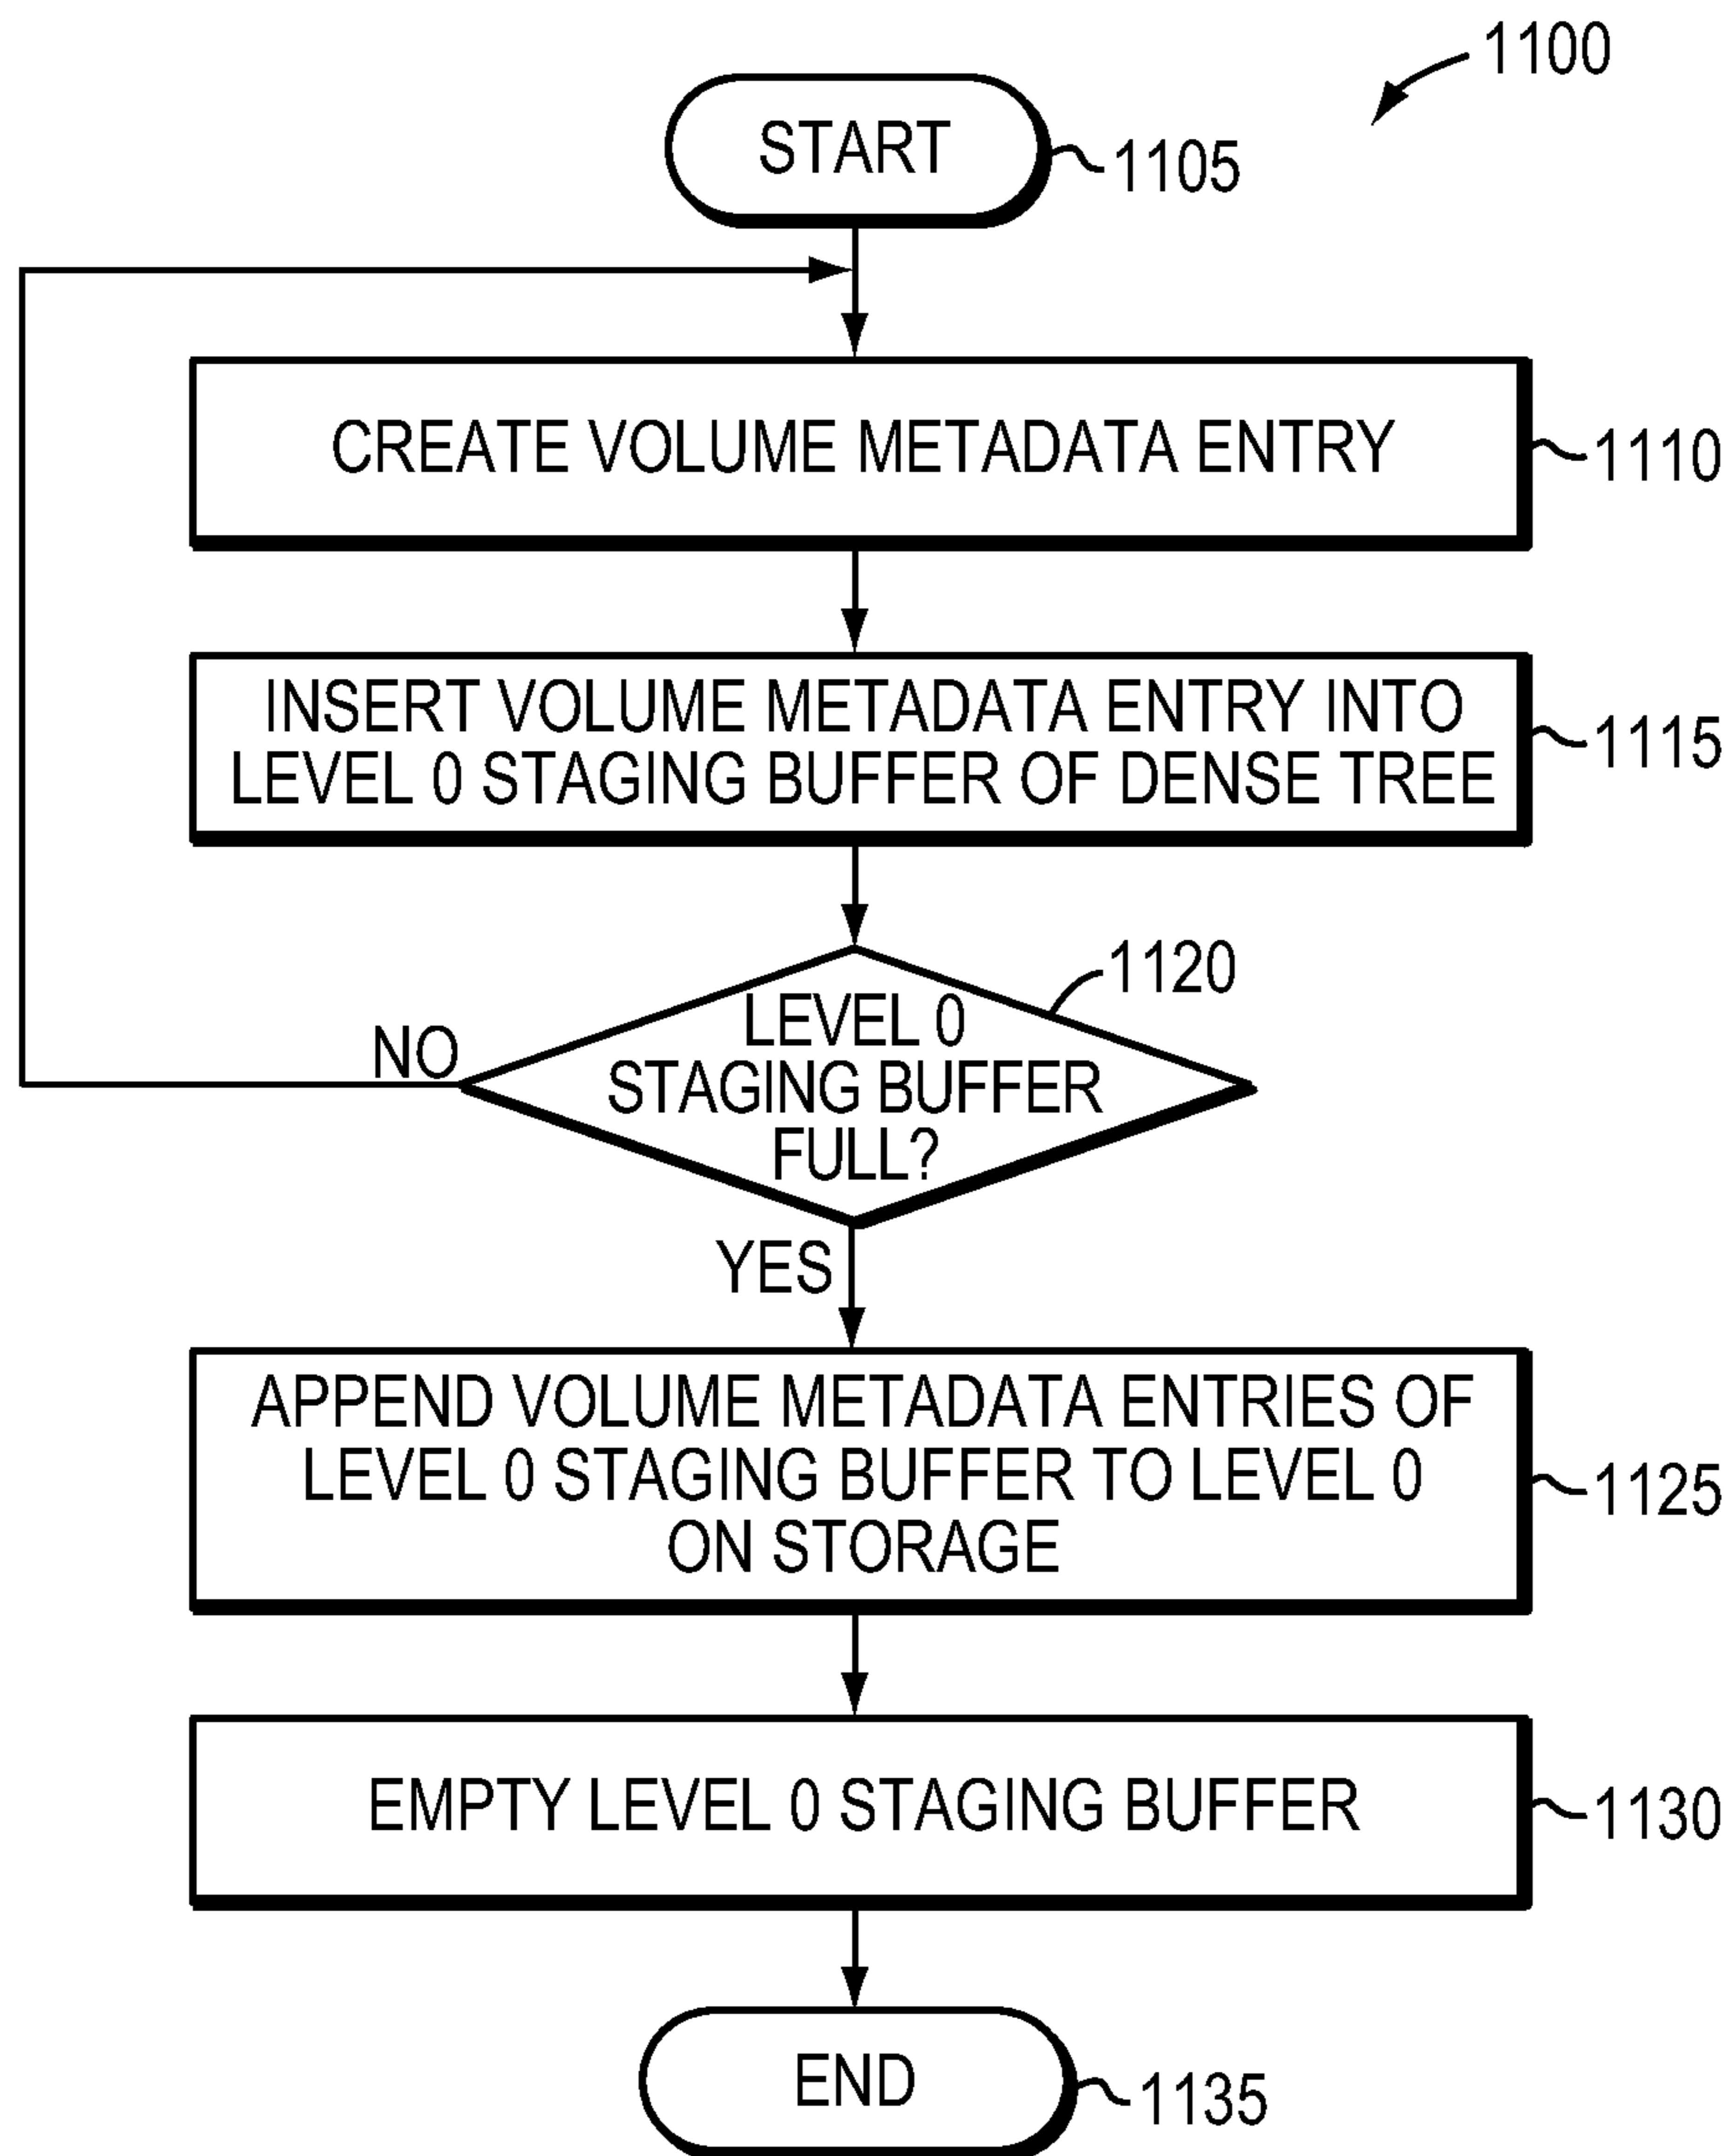 1100
START
1105
CREATE VOLUME METADATA ENTRY
1110
INSERT VOLUME METADATA ENTRY INTO
LEVEL 0 STAGING BUFFER OF DENSE TREE
1115
1120
LEVEL 0
STAGING BUFFER
FULL?
NO
YES
APPEND VOLUME METADATA ENTRIES OF
LEVEL 0 STAGING BUFFER TO LEVEL 0
ON STORAGE
1125
EMPTY LEVEL 0 STAGING BUFFER
1130
END
1135